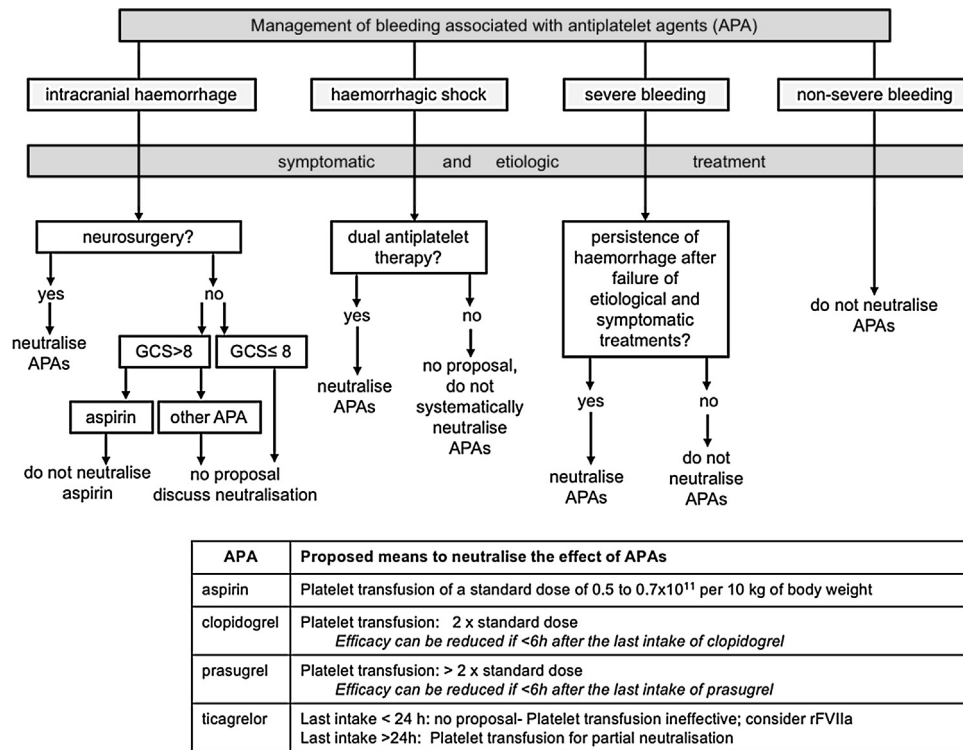 Management of bleeding associated with antiplatelet agents (APA)
intracranial haemorrhage
haemorrhagic shock
severe bleeding
non-severe bleeding
symptomatic and etiologic treatment
neurosurgery?
yes
no
neutralise
APAs
GCS>8
GCS≤ 8
aspirin
other APA
do not neutralise
aspirin
no proposal
discuss neutralisation
dual antiplatelet
therapy?
yes
no
neutralise
APAs
no proposal,
do not
systematically
neutralise
APAs
persistence of
haemorrhage after
failure of
etiological and
symptomatic
treatments?
yes
no
neutralise
APAs
do not
neutralise
APAs
do not neutralise
APAs
APA
Proposed means to neutralise the effect of APAs
aspirin
Platelet transfusion of a standard dose of 0.5 to 0.7x10¹¹ per 10 kg of body weight
clopidogrel
Platelet transfusion: 2 x standard dose
Efficacy can be reduced if <6h after the last intake of clopidogrel
prasugrel
Platelet transfusion: > 2 x standard dose
Efficacy can be reduced if <6h after the last intake of prasugrel
ticagrelor
Last intake < 24 h: no proposal- Platelet transfusion ineffective; consider rFVIIa
Last intake >24h: Platelet transfusion for partial neutralisation